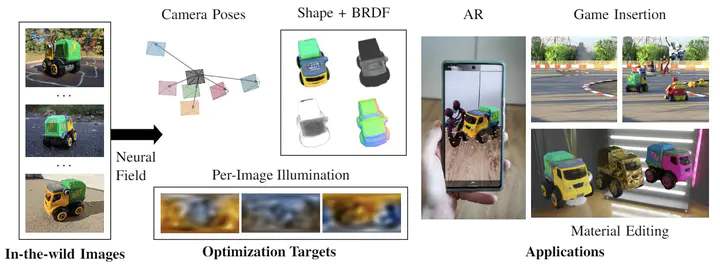 Camera Poses
Shape + BRDF
AR
Game Insertion
. . .
. . .
Neural
Field
Per-Image Illumination
Material Editing
In-the-wild Images
Optimization Targets
Applications